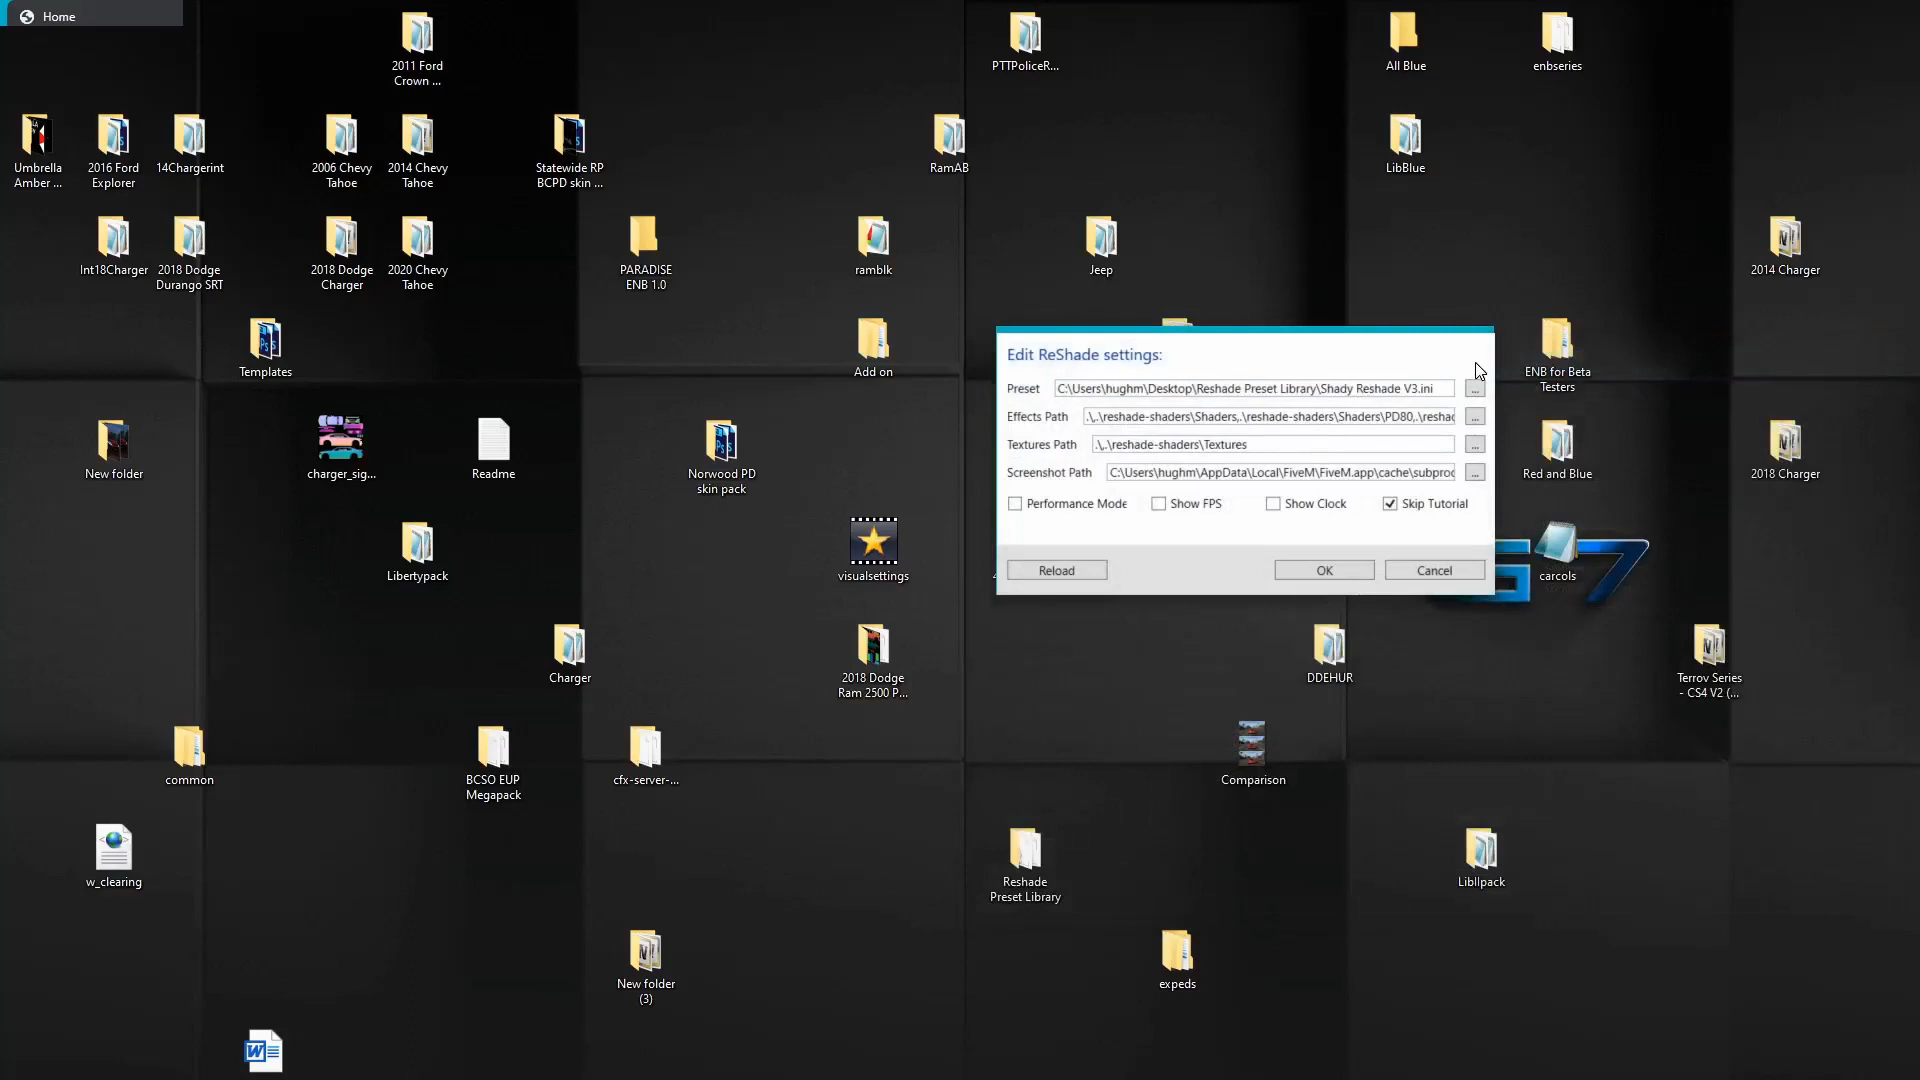 Home
2011 Ford
Crown ...
PTTPoliceR...
All Blue
enbseries
Umbrella
Amber ...
2016 Ford
Explorer
14Chargerint
2006 Chevy
Tahoe
2014 Chevy
Tahoe
Statewide RP
BCPD skin ...
RamAB
LibBlue
Int18Charger
2018 Dodge
Durango SRT
2018 Dodge
Charger
2020 Chevy
Tahoe
PARADISE
ENB 1.0
ramblk
Jeep
2014 Charger
Templates
Add on
ENB for Beta
Testers
Edit ReShade settings:
Preset C:\Users\hughm\Desktop\Reshade Preset Library\Shady Reshade V3.ini ...
Effects Path .\,.\reshade-shaders\Shaders,.\reshade-shaders\Shaders\PD80,.\reshad ...
Textures Path .\,.\reshade-shaders\Textures ...
Screenshot Path C:\Users\hughm\AppData\Local\FiveM\FiveM.app\cache\subproc ...
Performance Mode Show FPS Show Clock Skip Tutorial
Reload OK Cancel
New folder
charger_sig...
Readme
Norwood PD
skin pack
Red and Blue
2018 Charger
Libertypack
visualsettings
carcols
Charger
2018 Dodge
Ram 2500 P...
DDEHUR
Terrov Series
- CS4 V2 (...
common
BCSO EUP
Megapack
cfx-server-...
Comparison
w_clearing
Reshade
Preset Library
New folder
(3)
expeds